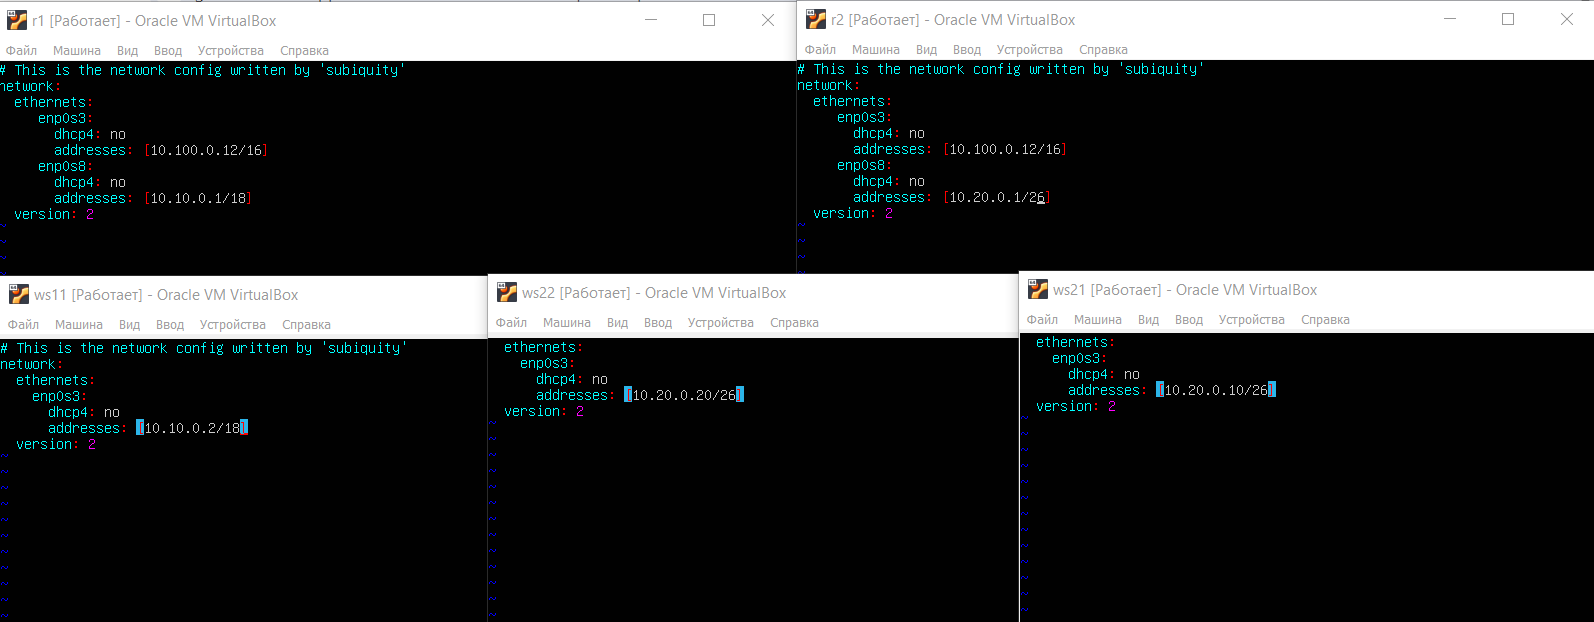 r1 [Работает] - Oracle VM VirtualBox
Файл Машина Вид Ввод Устройства Справка
# This is the network config written by 'subiquity'
network:
  ethernets:
     enp0s3:
       dhcp4: no
       addresses: [10.100.0.12/16]
     enp0s8:
       dhcp4: no
       addresses: [10.10.0.1/18]
  version: 2
~
~
~
~
r2 [Работает] - Oracle VM VirtualBox
Файл Машина Вид Ввод Устройства Справка
# This is the network config written by 'subiquity'
network:
  ethernets:
     enp0s3:
       dhcp4: no
       addresses: [10.100.0.12/16]
     enp0s8:
       dhcp4: no
       addresses: [10.20.0.1/26]
  version: 2
~
~
~
ws11 [Работает] - Oracle VM VirtualBox
Файл Машина Вид Ввод Устройства Справка
# This is the network config written by 'subiquity'
network:
  ethernets:
    enp0s3:
      dhcp4: no
      addresses: [10.10.0.2/18]
  version: 2
~
~
~
~
~
~
~
~
~
~
~
ws22 [Работает] - Oracle VM VirtualBox
Файл Машина Вид Ввод Устройства Справка
  ethernets:
    enp0s3:
      dhcp4: no
      addresses: [10.20.0.20/26]
  version: 2
~
~
~
~
~
~
~
~
~
~
~
~
~
ws21 [Работает] - Oracle VM VirtualBox
Файл Машина Вид Ввод Устройства Справка
  ethernets:
    enp0s3:
      dhcp4: no
      addresses: [10.20.0.10/26]
  version: 2
~
~
~
~
~
~
~
~
~
~
~
~
~